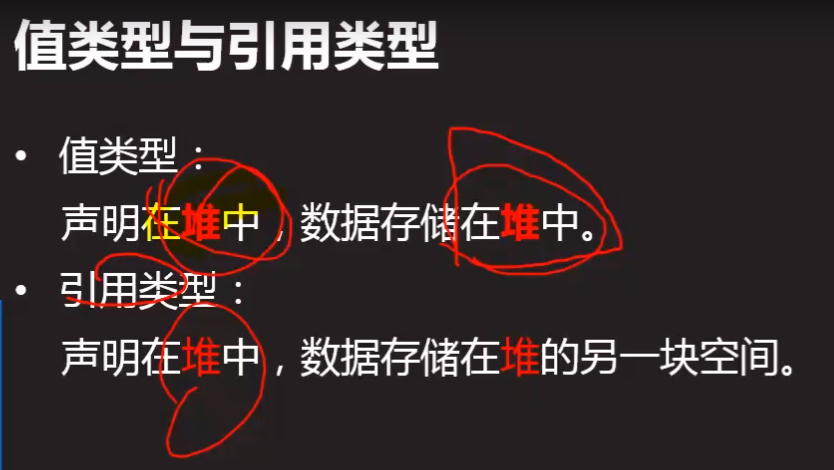 值类型与引用类型
• 值类型：
声明在堆中，数据存储在堆中。
• 引用类型：
声明在堆中，数据存储在堆的另一块空间。